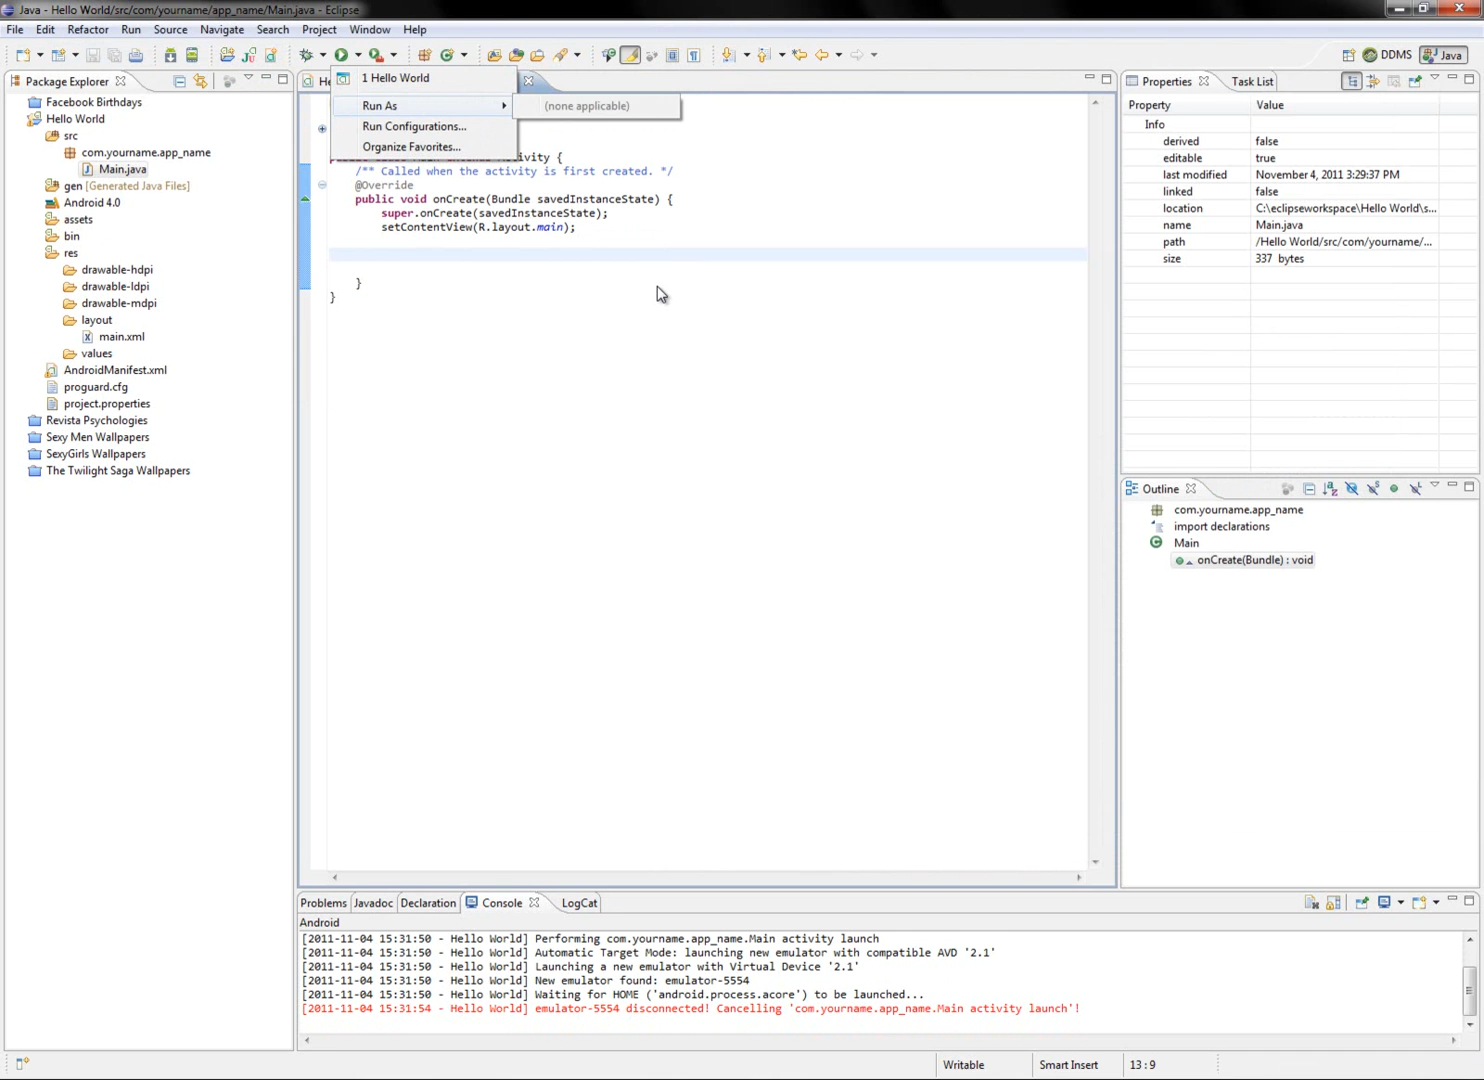 Java - Hello World/src/com/yourname/app_name/Main.java - Eclipse
File Edit Refactor Run Source Navigate Search Project Window Help
DDMS Java
Package Explorer
Facebook Birthdays
Hello World
src
com.yourname.app_name
Main.java
gen [Generated Java Files]
Android 4.0
assets
bin
res
drawable-hdpi
drawable-ldpi
drawable-mdpi
layout
main.xml
values
AndroidManifest.xml
proguard.cfg
project.properties
Revista Psychologies
Sexy Men Wallpapers
SexyGirls Wallpapers
The Twilight Saga Wallpapers
1 Hello World
Run As
(none applicable)
Run Configurations...
Organize Favorites...
{
/** Called when the activity is first created. */
@Override
public void onCreate(Bundle savedInstanceState) {
super.onCreate(savedInstanceState);
setContentView(R.layout.main);
}
}
Properties Task List
Property Value
Info
derived false
editable true
last modified November 4, 2011 3:29:37 PM
linked false
location C:\eclipseworkspace\Hello World\s...
name Main.java
path /Hello World/src/com/yourname/...
size 337 bytes
Outline
com.yourname.app_name
import declarations
Main
onCreate(Bundle) : void
Problems Javadoc Declaration Console LogCat
Android
[2011-11-04 15:31:50 - Hello World] Performing com.yourname.app_name.Main activity launch
[2011-11-04 15:31:50 - Hello World] Automatic Target Mode: launching new emulator with compatible AVD '2.1'
[2011-11-04 15:31:50 - Hello World] Launching a new emulator with Virtual Device '2.1'
[2011-11-04 15:31:50 - Hello World] New emulator found: emulator-5554
[2011-11-04 15:31:50 - Hello World] Waiting for HOME ('android.process.acore') to be launched...
[2011-11-04 15:31:54 - Hello World] emulator-5554 disconnected! Cancelling 'com.yourname.app_name.Main activity launch'!
Writable Smart Insert 13 : 9